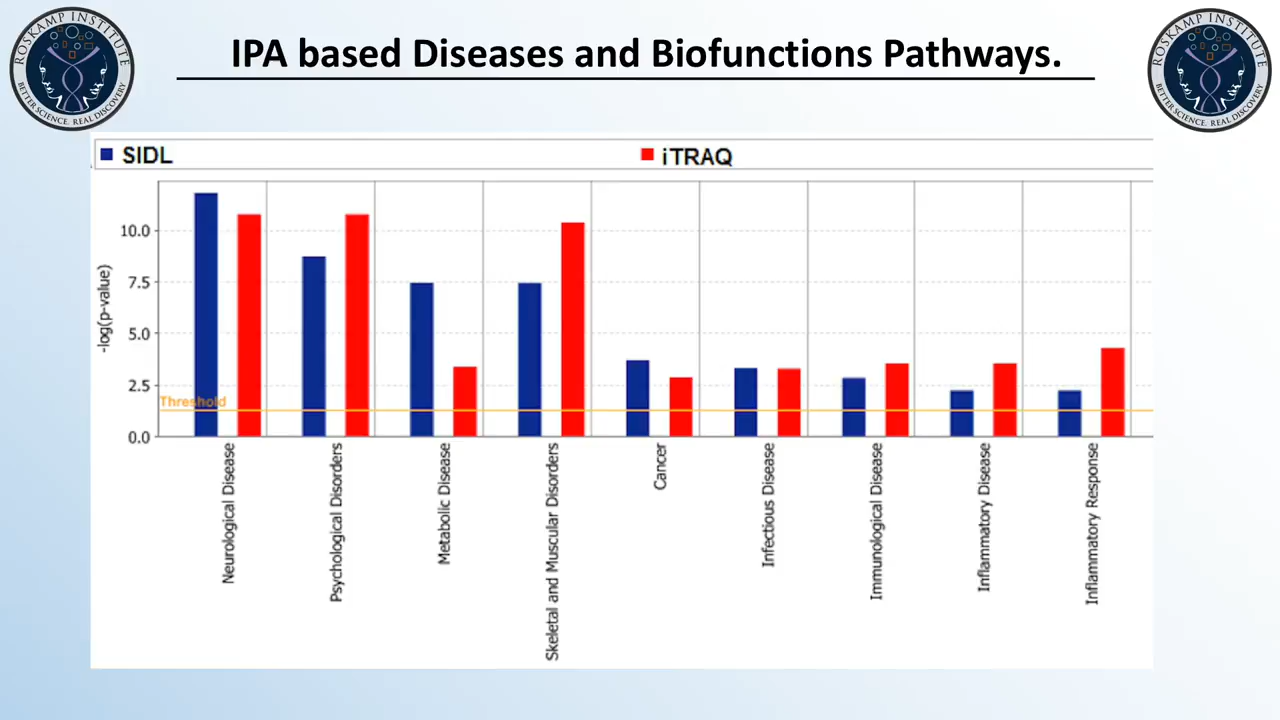 ROSKAMP INSTITUTE
BETTER SCIENCE. REAL DISCOVERY
IPA based Diseases and Biofunctions Pathways.
ROSKAMP INSTITUTE
BETTER SCIENCE. REAL DISCOVERY
SIDL
iTRAQ
-log(p-value)
10.0
7.5
5.0
2.5
Threshold
0.0
Neurological Disease
Psychological Disorders
Metabolic Disease
Skeletal and Muscular Disorders
Cancer
Infectious Disease
Immunological Disease
Inflammatory Disease
Inflammatory Response